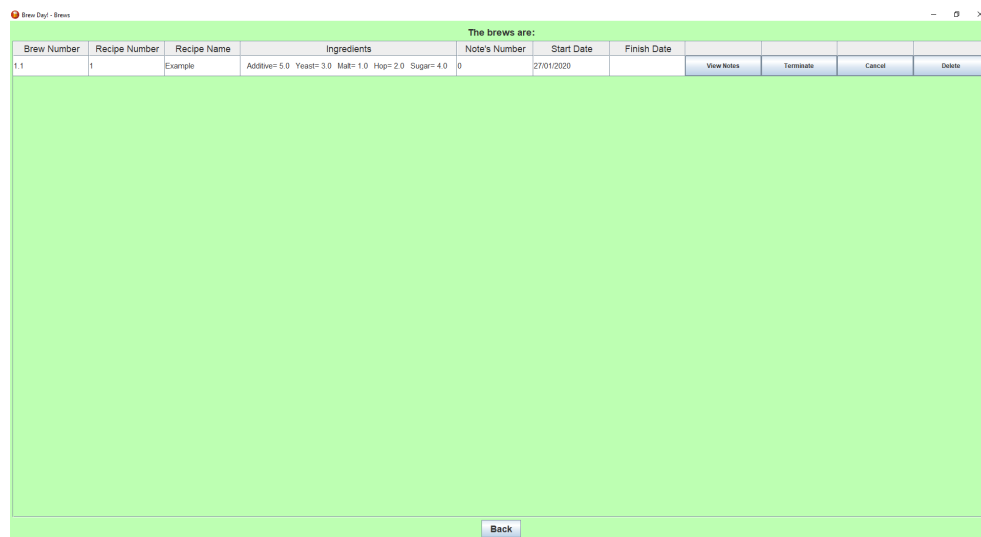 Brew Day! - Brews
The brews are:
Brew Number Recipe Number Recipe Name Ingredients Note's Number Start Date Finish Date
1.1 1 Example Additive= 5.0 Yeast= 3.0 Malt= 1.0 Hop= 2.0 Sugar= 4.0 0 27/01/2020 View Notes Terminate Cancel Delete
Back